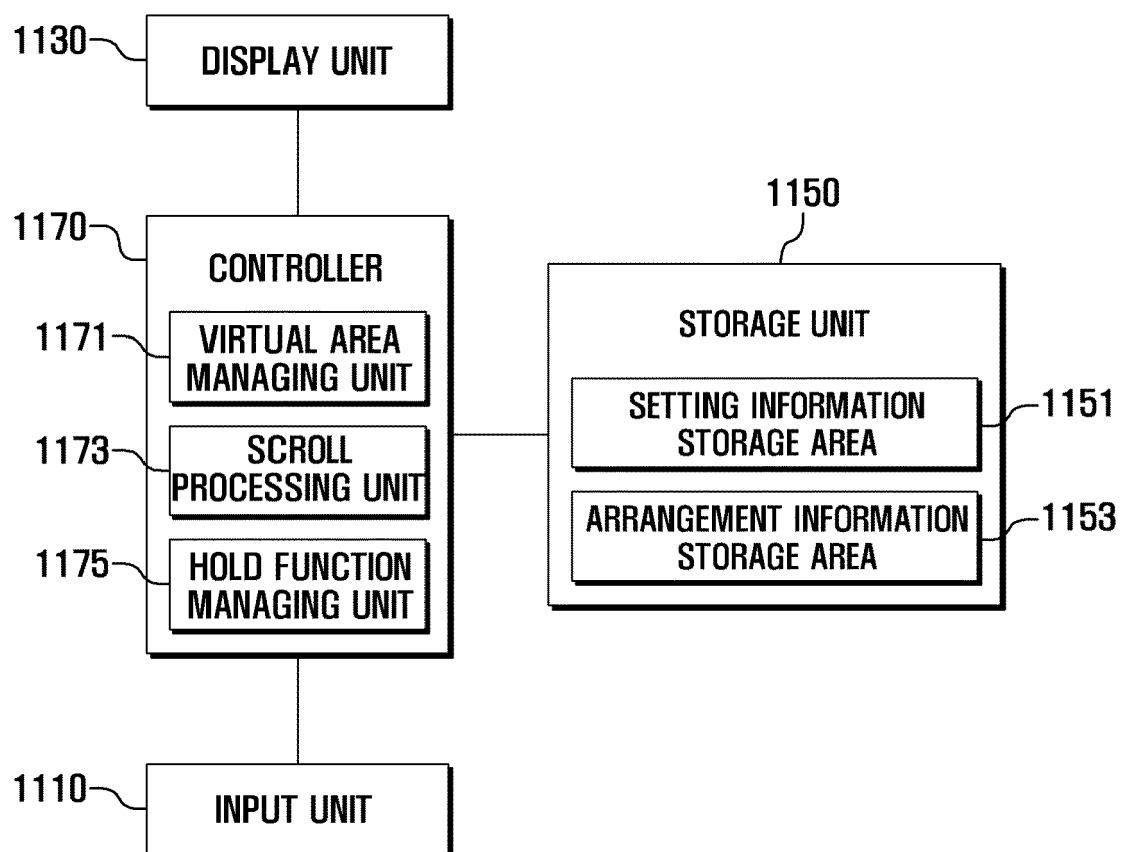 1130
DISPLAY UNIT
1170
CONTROLLER
1171
VIRTUAL AREA
MANAGING UNIT
1173
SCROLL
PROCESSING UNIT
1175
HOLD FUNCTION
MANAGING UNIT
1150
STORAGE UNIT
SETTING INFORMATION
STORAGE AREA
1151
ARRANGEMENT INFORMATION
STORAGE AREA
1153
1110
INPUT UNIT